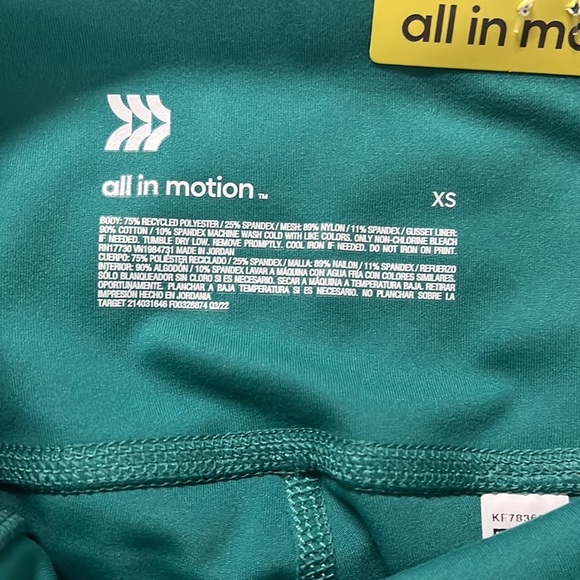 all in mo
all in motion™
XS
BODY: 75% RECYCLED POLYESTER / 25% SPANDEX / MESH: 89% NYLON / 11% SPANDEX / GUSSET LINER:
90% COTTON / 10% SPANDEX MACHINE WASH COLD WITH LIKE COLORS. ONLY NON-CHLORINE BLEACH
IF NEEDED. TUMBLE DRY LOW. REMOVE PROMPTLY. COOL IRON IF NEEDED. DO NOT IRON ON PRINT.
RN17730 VN1984731 MADE IN JORDAN
CUERPO: 75% POLIÉSTER RECICLADO / 25% SPANDEX / MALLA: 89% NAILON / 11% SPANDEX / REFUERZO
INTERIOR: 90% ALGODÓN / 10% SPANDEX LAVAR A MÁQUINA CON AGUA FRÍA CON COLORES SIMILARES.
SÓLO BLANQUEADOR SIN CLORO SI ES NECESARIO. SECAR A MÁQUINA A TEMPERATURA BAJA. RETIRAR
OPORTUNAMENTE. PLANCHAR A BAJA TEMPERATURA SI ES NECESARIO. NO PLANCHAR SOBRE LA
IMPRESIÓN HECHO EN JORDANIA
TARGET 214031646 F00328874 Q3/22
KF7836